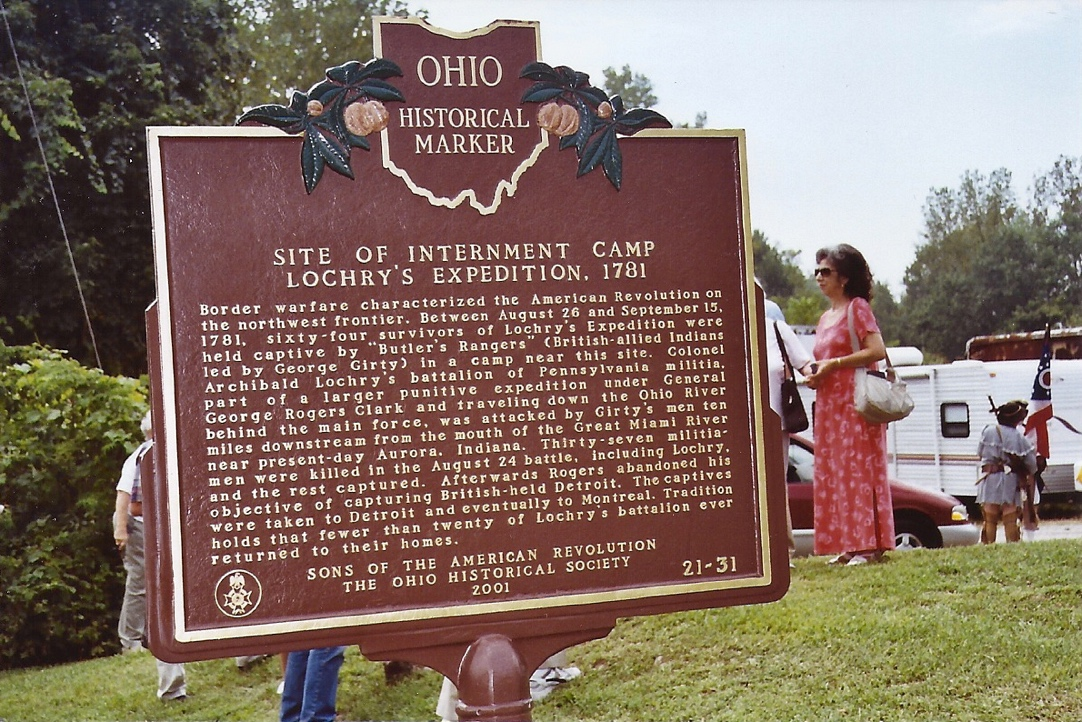 OHIO
HISTORICAL
MARKER
SITE OF INTERNMENT CAMP
LOCHRY'S EXPEDITION, 1781
Border warfare characterized the American Revolution on
the northwest frontier. Between August 26 and September 15,
1781, sixty-four survivors of Lochry's Expedition were
held captive by "Butler's Rangers" (British-allied Indians
led by George Girty) in a camp near this site. Colonel
Archibald Lochry's battalion of Pennsylvania militia,
part of a larger punitive expedition under General
George Rogers Clark and traveling down the Ohio River
behind the main force, was attacked by Girty's men ten
miles downstream from the mouth of the Great Miami River
near present-day Aurora, Indiana. Thirty-seven militia-
men were killed in the August 24 battle, including Lochry,
and the rest captured. Afterwards Rogers abandoned his
objective of capturing British-held Detroit. The captives
were taken to Detroit and eventually to Montreal. Tradition
holds that fewer than twenty of Lochry's battalion ever
returned to their homes.
SONS OF THE AMERICAN REVOLUTION
THE OHIO HISTORICAL SOCIETY
2001
21-31